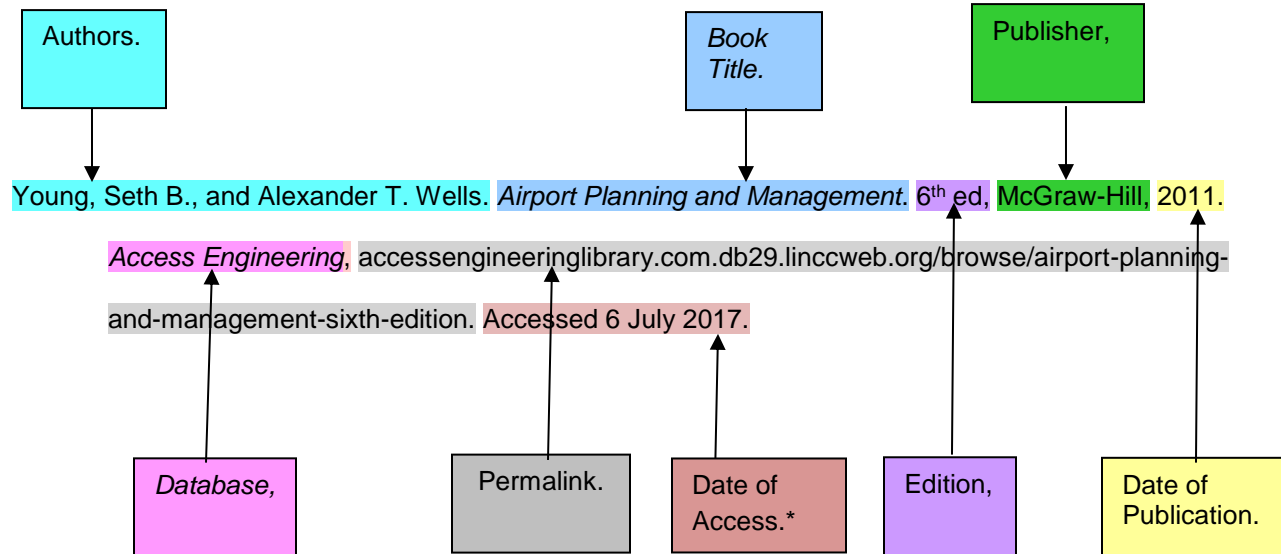 Authors.
Book
Title.
Publisher,
Young, Seth B., and Alexander T. Wells. Airport Planning and Management. 6th ed, McGraw-Hill, 2011.
Access Engineering, accessengineeringlibrary.com.db29.linccweb.org/browse/airport-planning-
and-management-sixth-edition. Accessed 6 July 2017.
Database,
Permalink.
Date of
Access.*
Edition,
Date of
Publication.